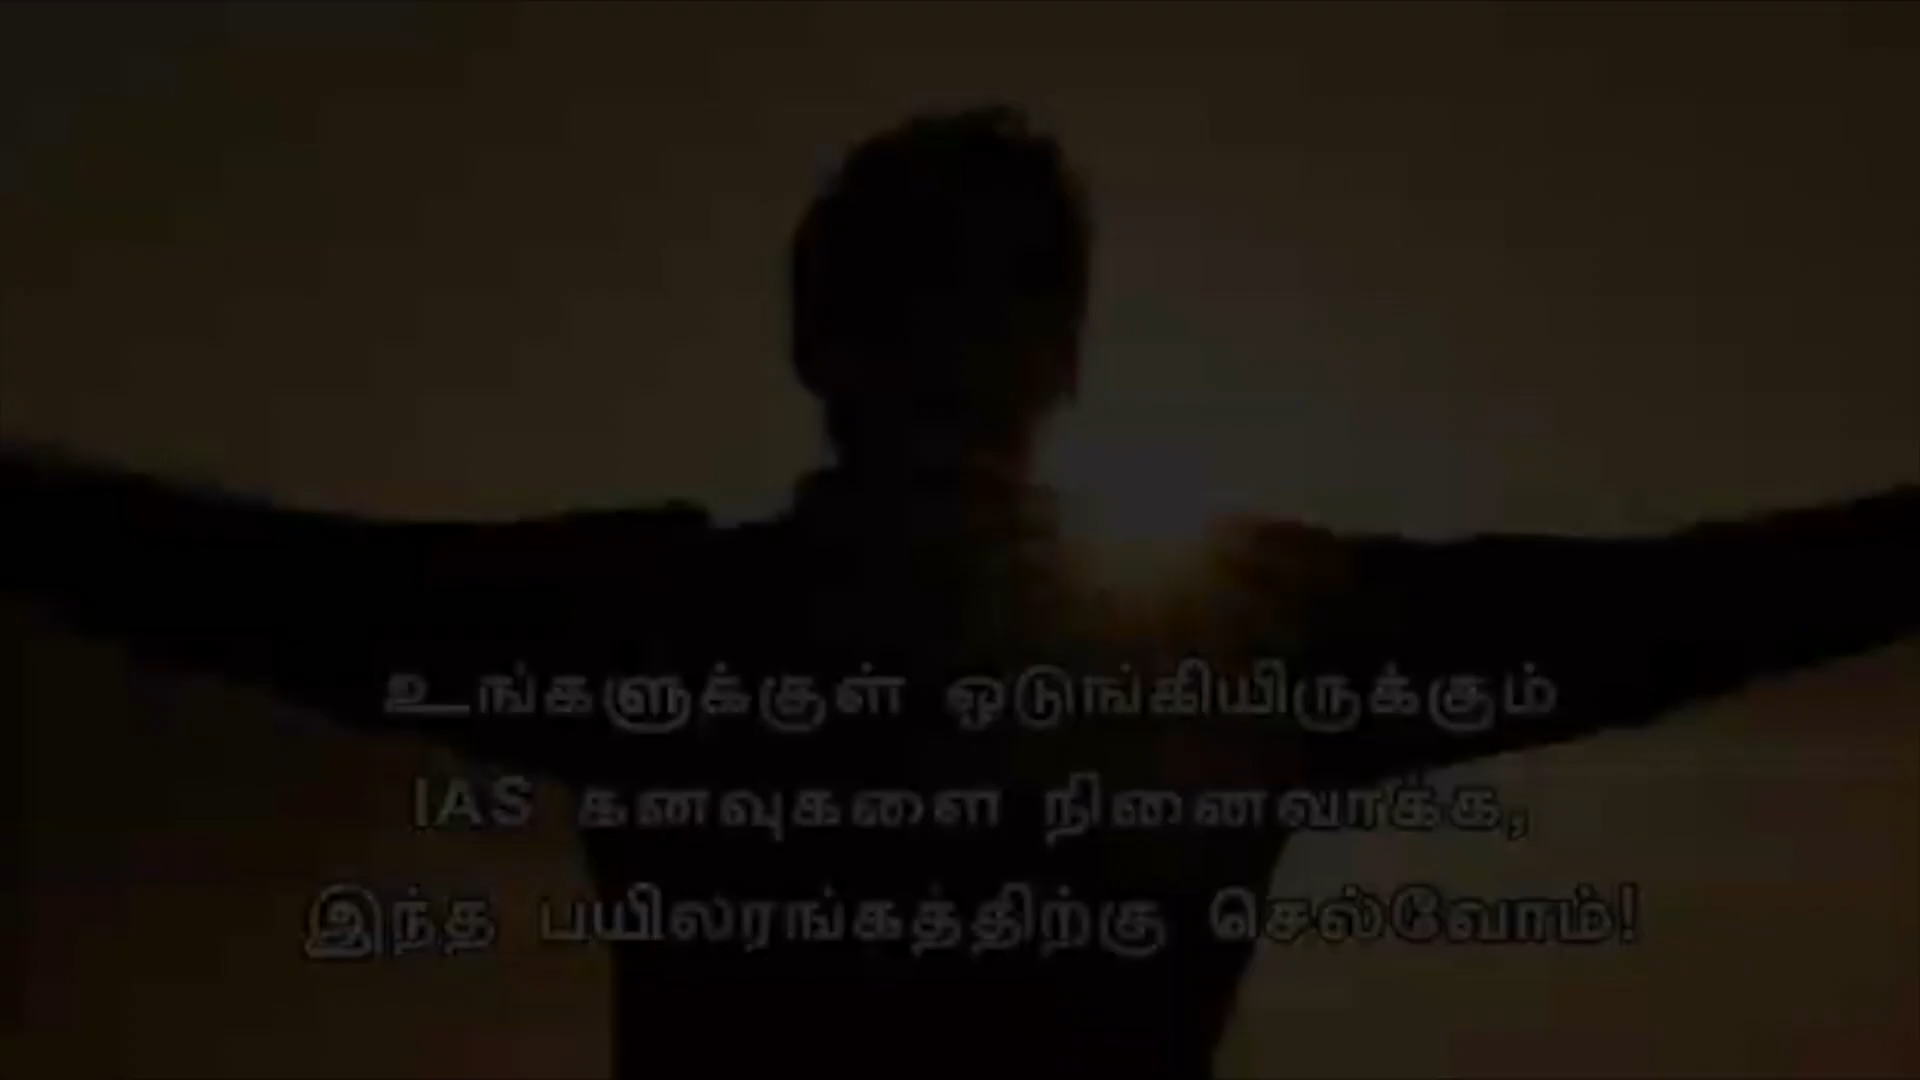 உங்களுக்குள் ஒடுங்கியிருக்கும்
IAS கனவுகளை நினைவாக்க,
இந்த பயிலரங்கத்திற்கு செல்வோம்!